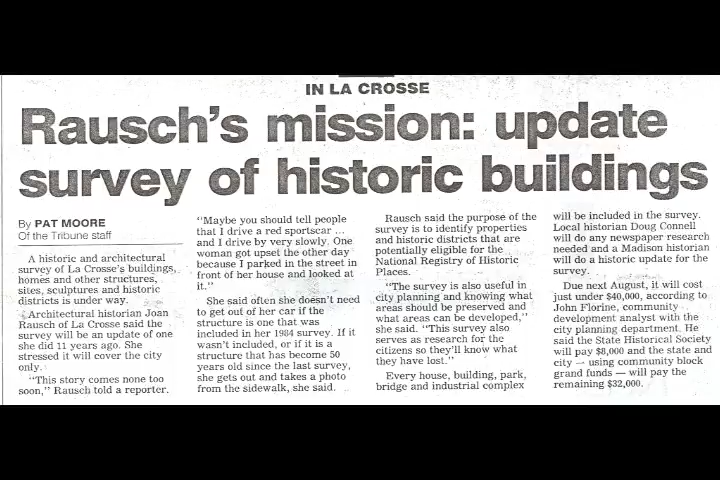 IN LA CROSSE
Rausch's mission: update
survey of historic buildings
By PAT MOORE
Of the Tribune staff
A historic and architectural
survey of La Crosse's buildings,
homes and other structures,
sites, sculptures and historic
districts is under way.
Architectural historian Joan
Rausch of La Crosse said the
survey will be an update of one
she did 11 years ago. She
stressed it will cover the city
only.
"This story comes none too
soon," Rausch told a reporter.
"Maybe you should tell people
that I drive a red sportscar ...
and I drive by very slowly. One
woman got upset the other day
because I parked in the street in
front of her house and looked at
it."
She said often she doesn't need
to get out of her car if the
structure is one that was
included in her 1984 survey. If it
wasn't included, or if it is a
structure that has become 50
years old since the last survey,
she gets out and takes a photo
from the sidewalk, she said.
Rausch said the purpose of the
survey is to identify properties
and historic districts that are
potentially eligible for the
National Registry of Historic
Places.
"The survey is also useful in
city planning and knowing what
areas should be preserved and
what areas can be developed,"
she said. "This survey also
serves as research for the
citizens so they'll know what
they have lost."
Every house, building, park,
bridge and industrial complex
will be included in the survey.
Local historian Doug Connell
will do any newspaper research
needed and a Madison historian
will do a historic update for the
survey.
Due next August, it will cost
just under $40,000, according to
John Florine, community
development analyst with the
city planning department. He
said the State Historical Society
will pay $8,000 and the state and
city — using community block
grand funds — will pay the
remaining $32,000.